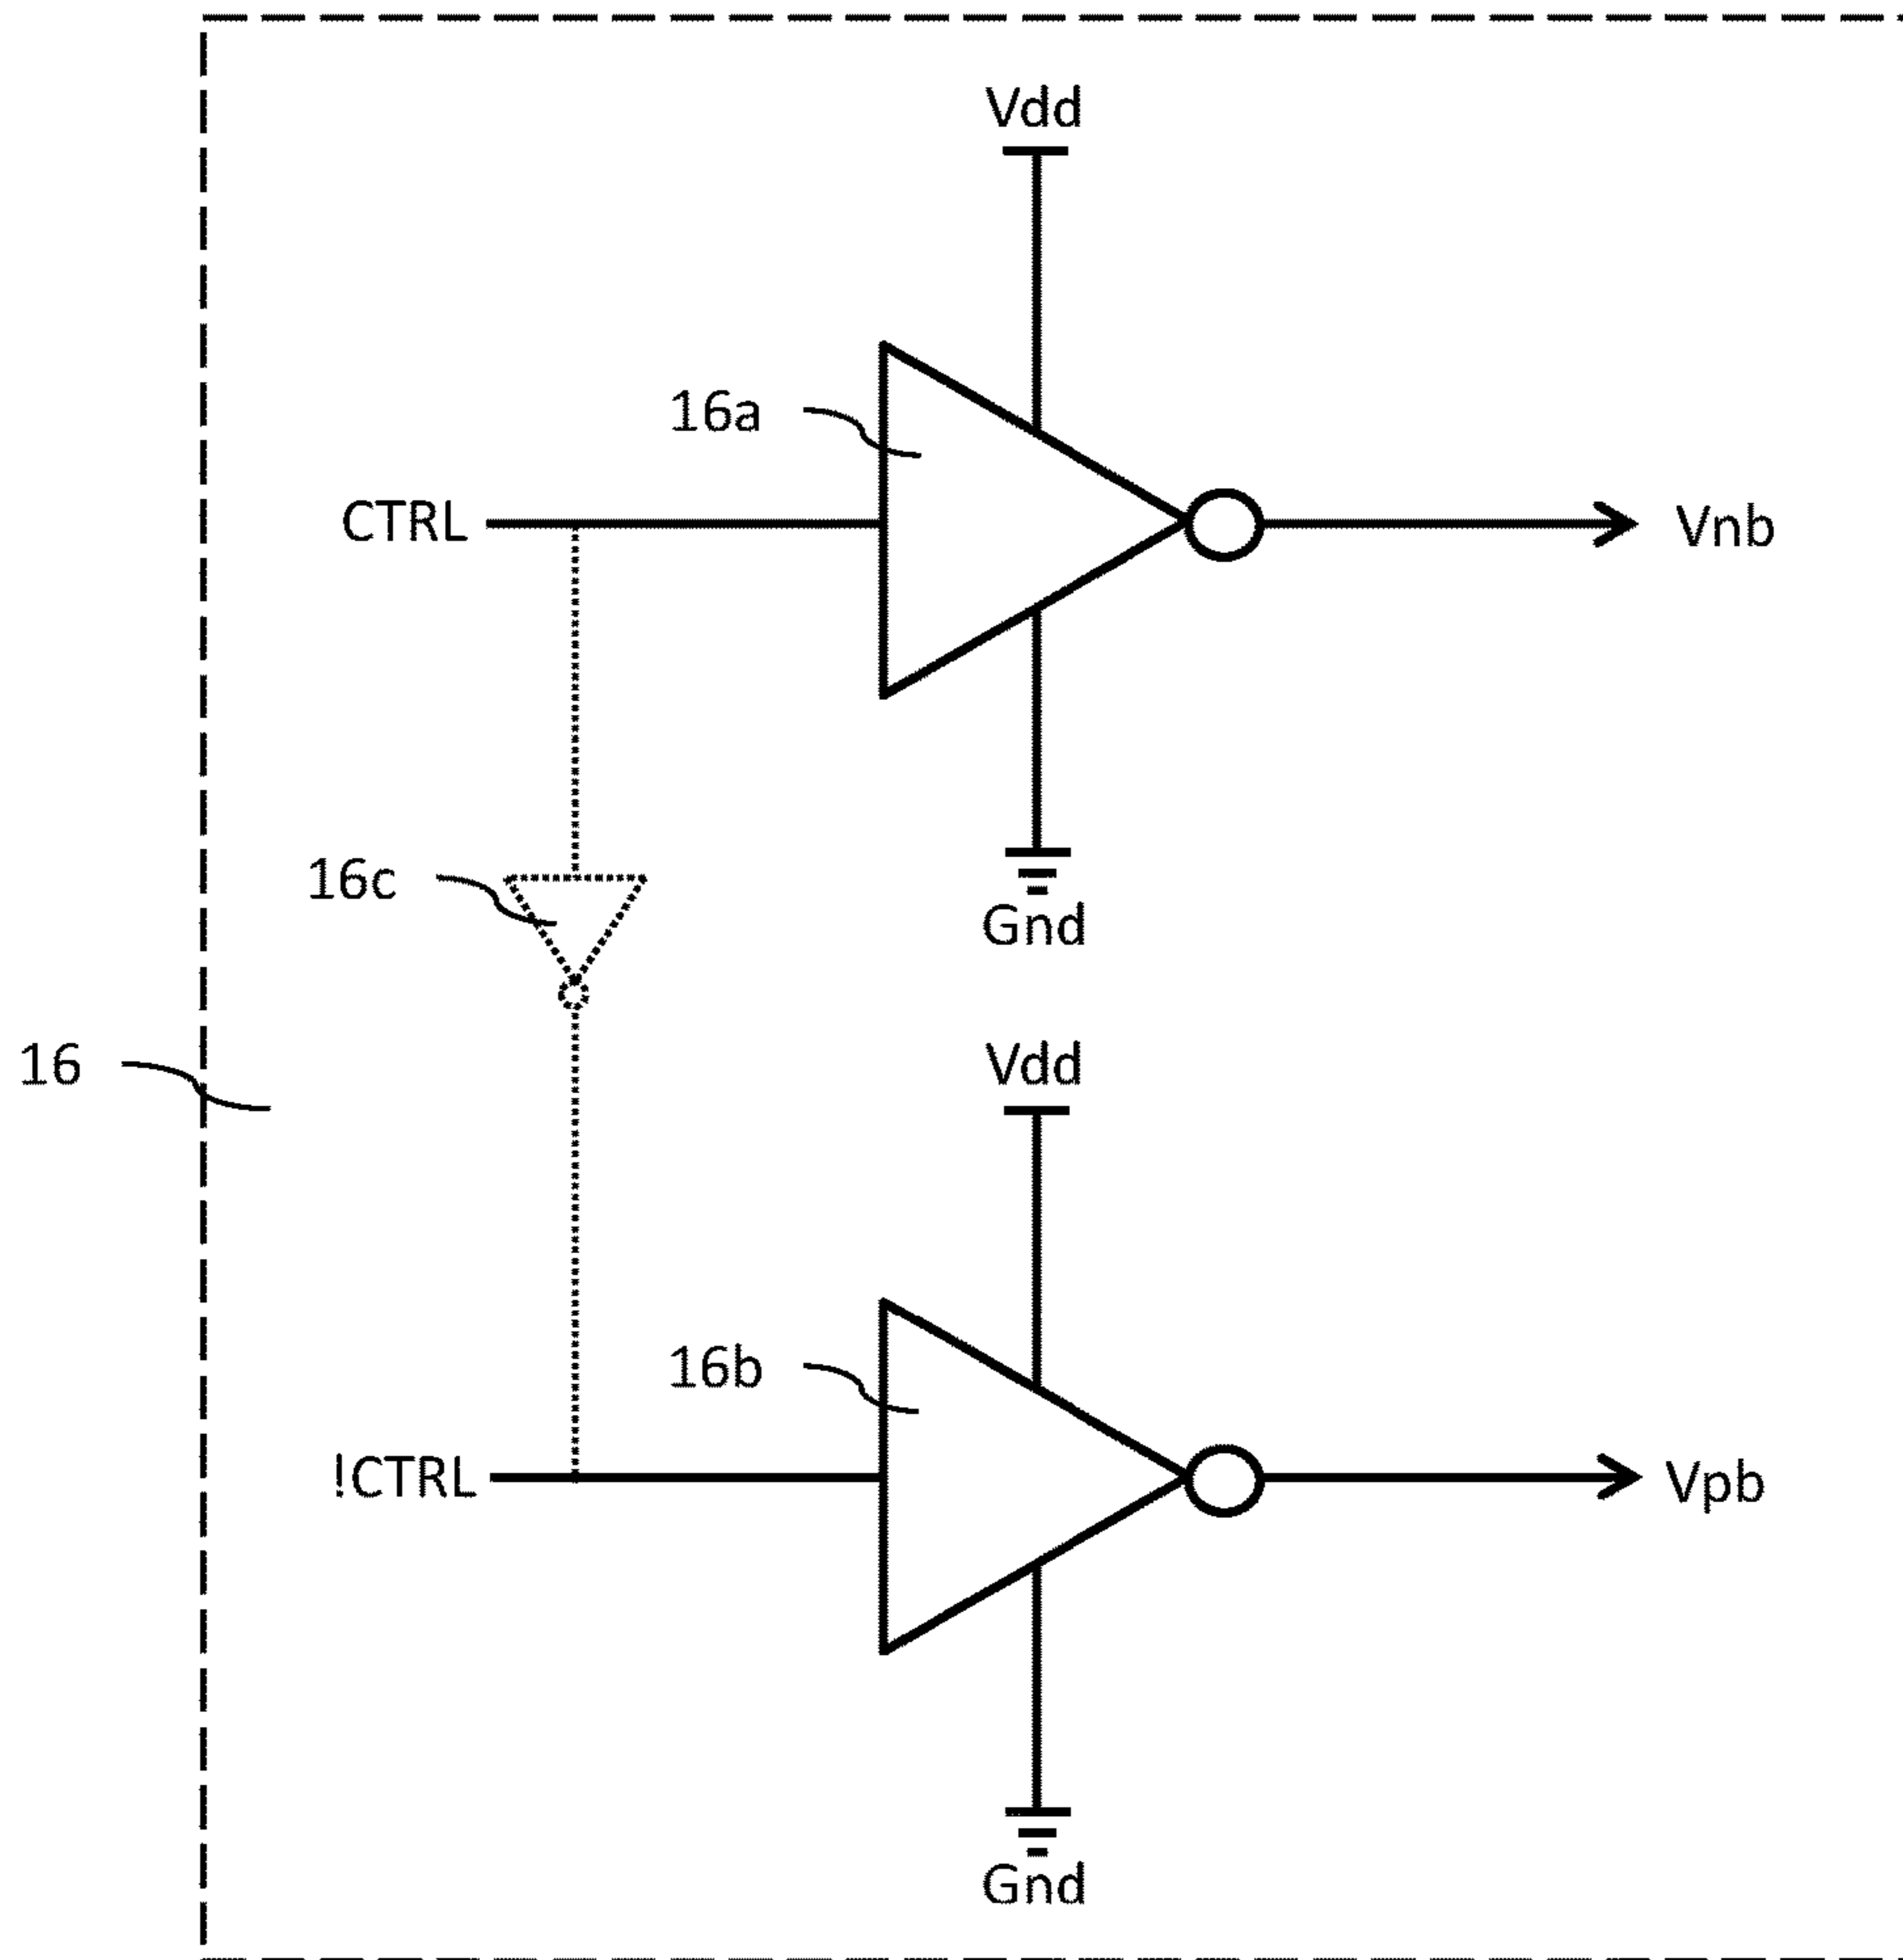 Vdd
16a
CTRL
Vnb
16c
Gnd
16
Vdd
16b
!CTRL
Vpb
Gnd